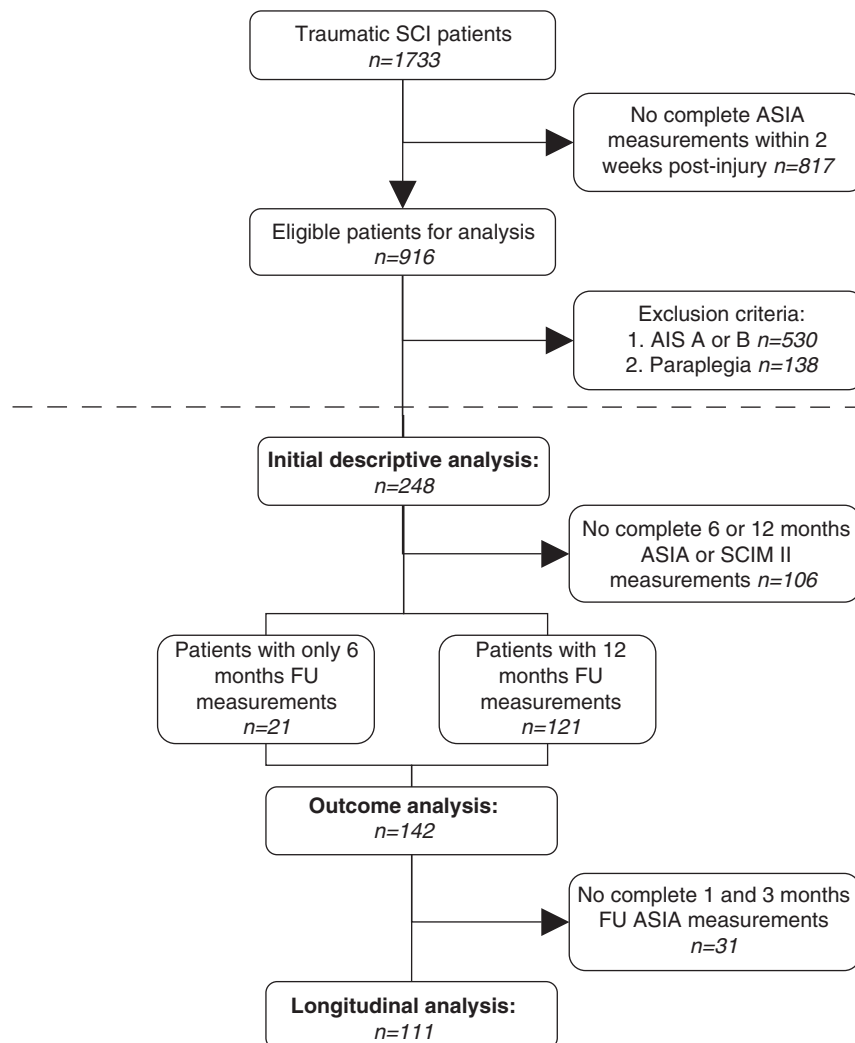 Traumatic SCI patients
n=1733
No complete ASIA
measurements within 2
weeks post-injury n=817
Eligible patients for analysis
n=916
Exclusion criteria:
1. AIS A or B n=530
2. Paraplegia n=138
Initial descriptive analysis:
n=248
No complete 6 or 12 months
ASIA or SCIM II
measurements n=106
Patients with only 6
months FU
measurements
n=21
Patients with 12
months FU
measurements
n=121
Outcome analysis:
n=142
No complete 1 and 3 months
FU ASIA measurements
n=31
Longitudinal analysis:
n=111